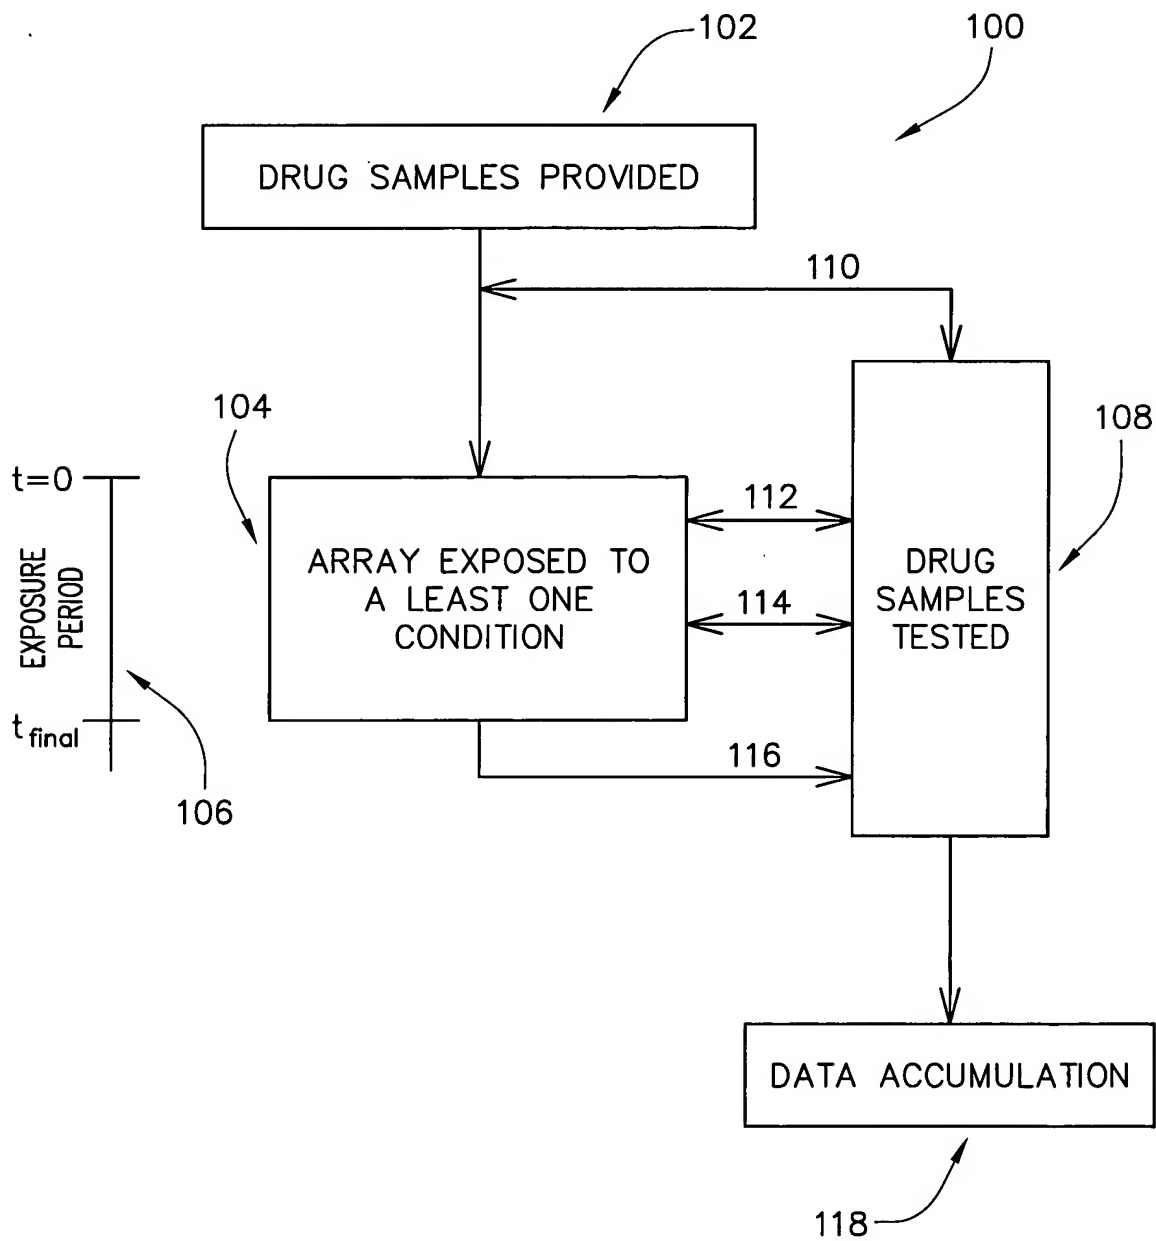 102
100
DRUG SAMPLES PROVIDED
110
104
108
t=0
112
ARRAY EXPOSED TO
A LEAST ONE
CONDITION
DRUG
SAMPLES
TESTED
114
EXPOSURE
PERIOD
t final
116
106
DATA ACCUMULATION
118